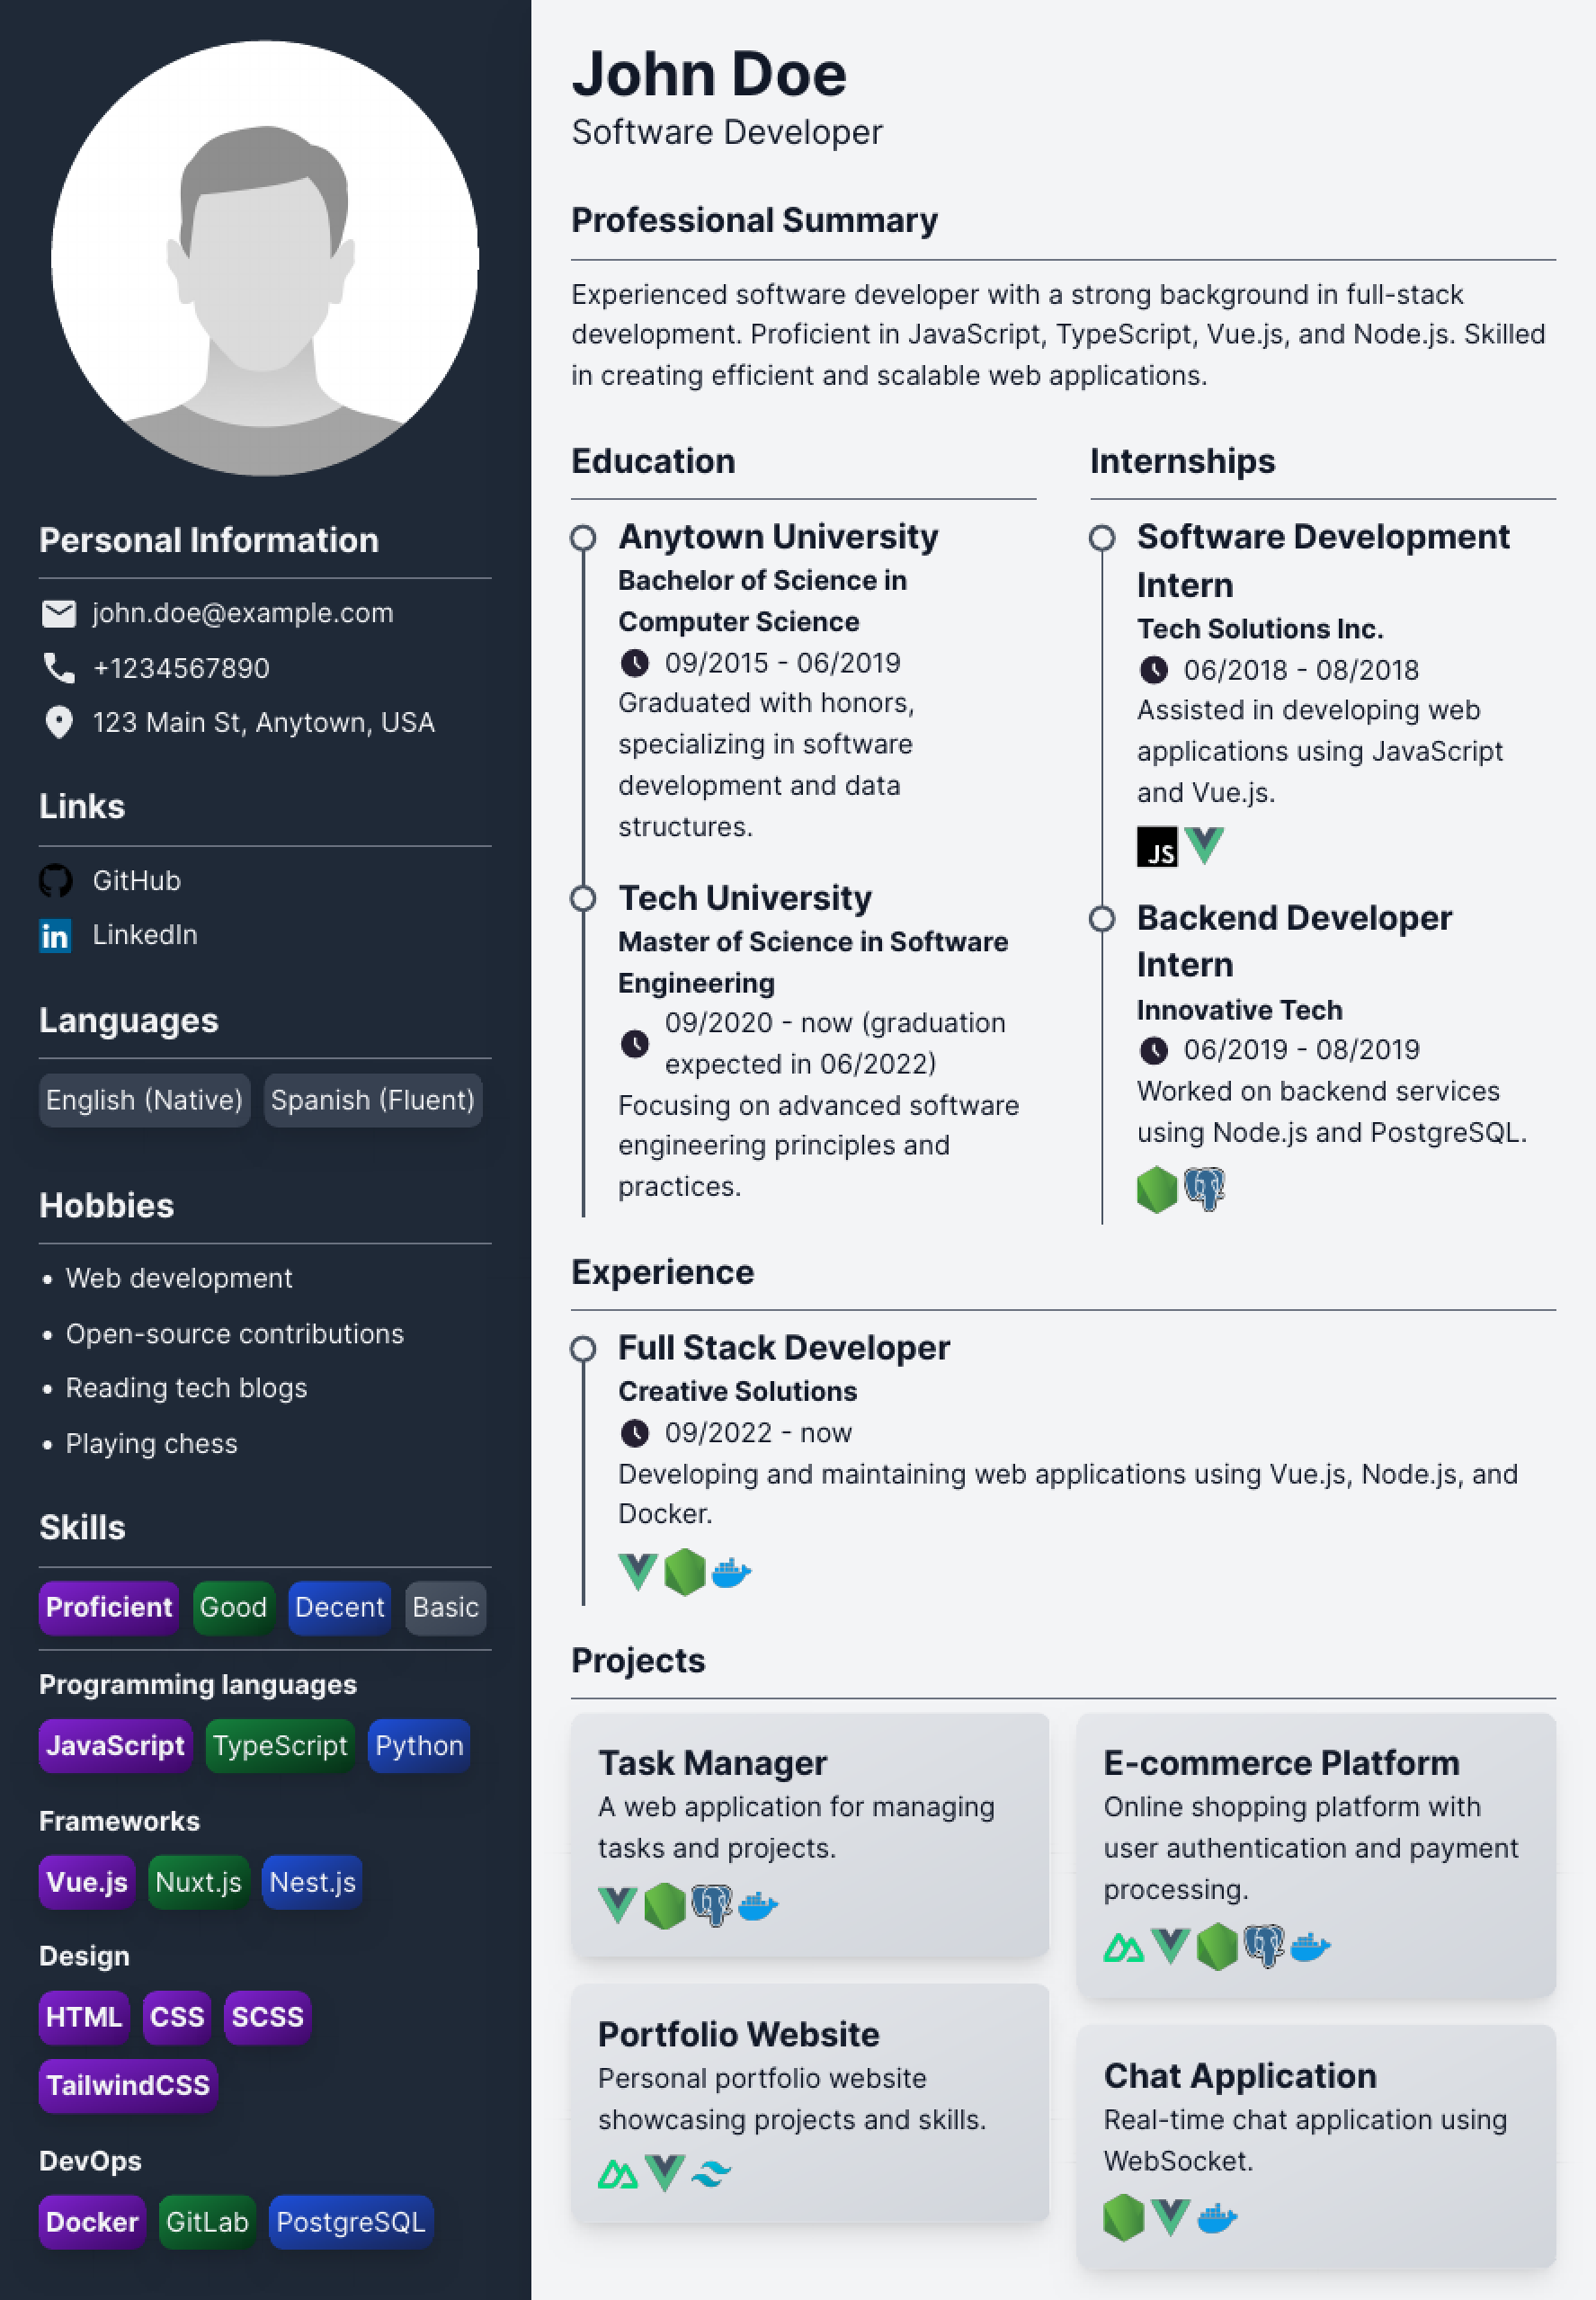 Personal Information
john.doe@example.com
+1234567890
123 Main St, Anytown, USA
Links
GitHub
in LinkedIn
Languages
English (Native) Spanish (Fluent)
Hobbies
• Web development
• Open-source contributions
• Reading tech blogs
• Playing chess
Skills
Proficient Good Decent Basic
Programming languages
JavaScript TypeScript Python
Frameworks
Vue.js Nuxt.js Nest.js
Design
HTML CSS SCSS
TailwindCSS
DevOps
Docker GitLab PostgreSQL
John Doe
Software Developer
Professional Summary
Experienced software developer with a strong background in full-stack
development. Proficient in JavaScript, TypeScript, Vue.js, and Node.js. Skilled
in creating efficient and scalable web applications.
Education
Anytown University
Bachelor of Science in
Computer Science
09/2015 - 06/2019
Graduated with honors,
specializing in software
development and data
structures.
Tech University
Master of Science in Software
Engineering
09/2020 - now (graduation
expected in 06/2022)
Focusing on advanced software
engineering principles and
practices.
Internships
Software Development
Intern
Tech Solutions Inc.
06/2018 - 08/2018
Assisted in developing web
applications using JavaScript
and Vue.js.
JS
Backend Developer
Intern
Innovative Tech
06/2019 - 08/2019
Worked on backend services
using Node.js and PostgreSQL.
Experience
Full Stack Developer
Creative Solutions
09/2022 - now
Developing and maintaining web applications using Vue.js, Node.js, and
Docker.
Projects
Task Manager
A web application for managing
tasks and projects.
Portfolio Website
Personal portfolio website
showcasing projects and skills.
E-commerce Platform
Online shopping platform with
user authentication and payment
processing.
Chat Application
Real-time chat application using
WebSocket.